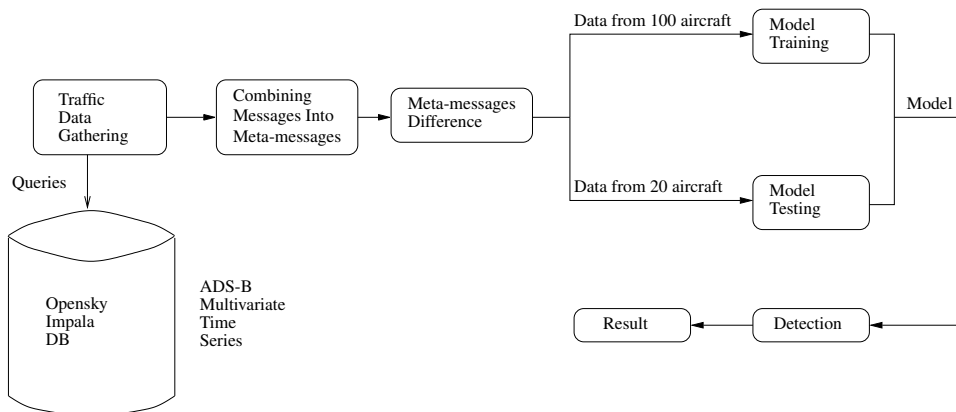 Traffic
Data
Gathering
Combining
Messages Into
Meta-messages
Meta-messages
Difference
Data from 100 aircraft
Model
Training
Model
Data from 20 aircraft
Model
Testing
Queries
Opensky
Impala
DB
ADS-B
Multivariate
Time
Series
Result
Detection